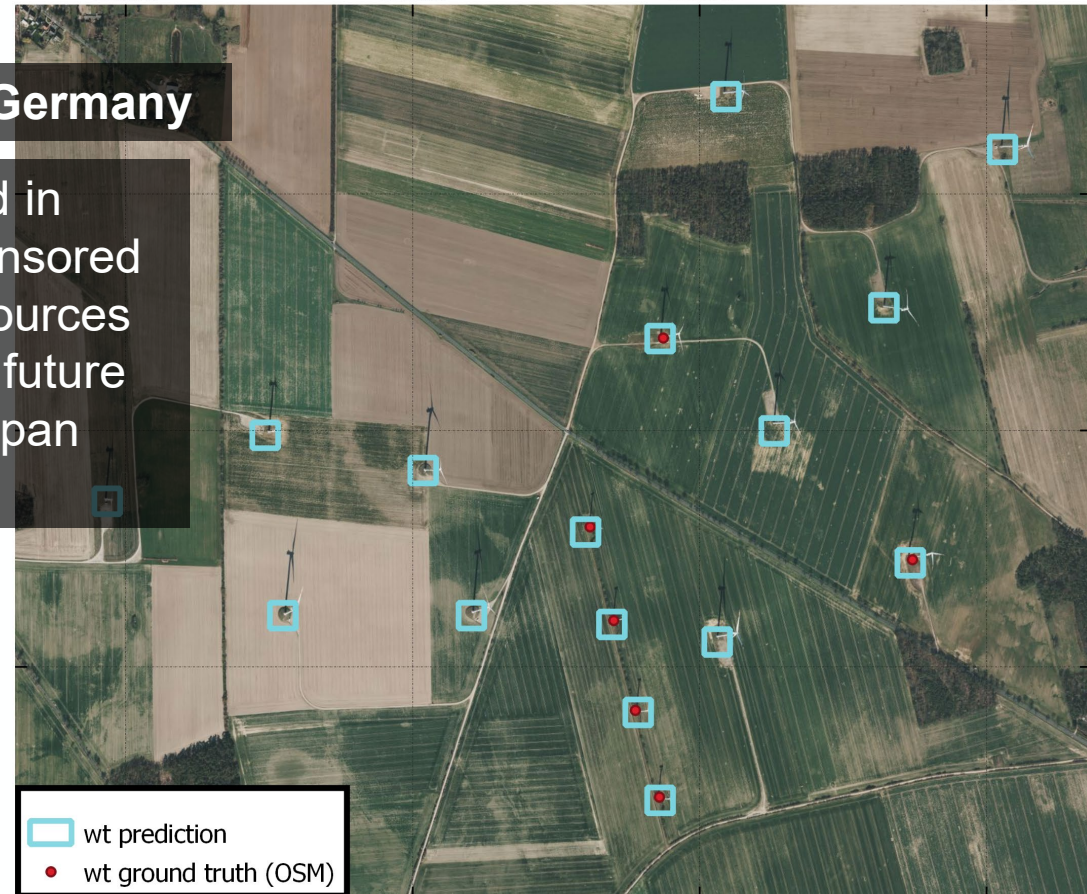 Germany
d in
nsored
ources
future
pan
wt prediction
wt ground truth (OSM)